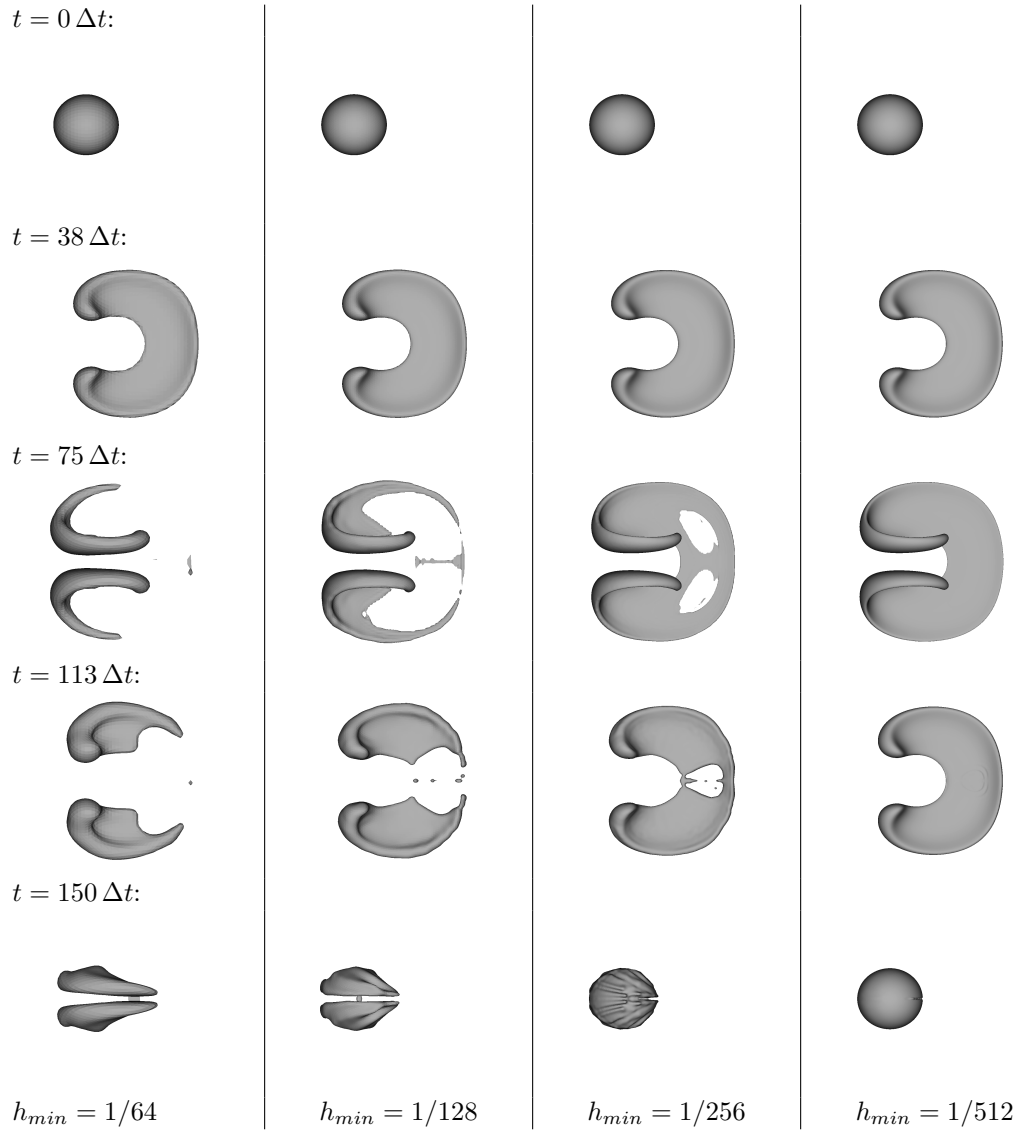 t = 0 Δt:
t = 38 Δt:
t = 75 Δt:
t = 113 Δt:
t = 150 Δt:
h_{min} = 1/64
h_{min} = 1/128
h_{min} = 1/256
h_{min} = 1/512